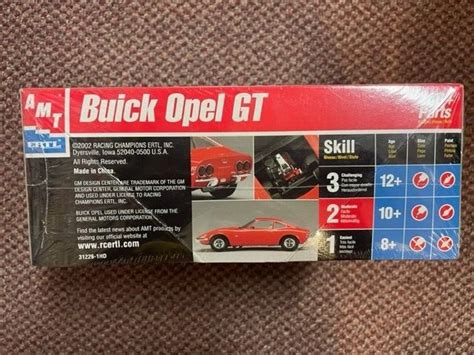 AMT
ERTL
Buick Opel GT
Parts
©2002 RACING CHAMPIONS ERTL, INC.
Dyersville, Iowa 52040-0500 U.S.A.
All Rights Reserved.
Made in China.
GM DESIGN CENTER ARE TRADEMARK OF THE GM
DESIGN CENTER, GENERAL MOTOR CORPORATION
AND USED UNDER LICENSE TO RACING
CHAMPIONS ERTL, INC.
BUICK OPEL USED UNDER LICENSE FROM THE
GENERAL MOTORS CORPORATION.
Find the latest news about AMT products by
visiting our official website at
www.rcertl.com
31226-1HD
Skill
3 Challenging
12+
2 Moderate
10+
1
8+
Age
Glue
Paint